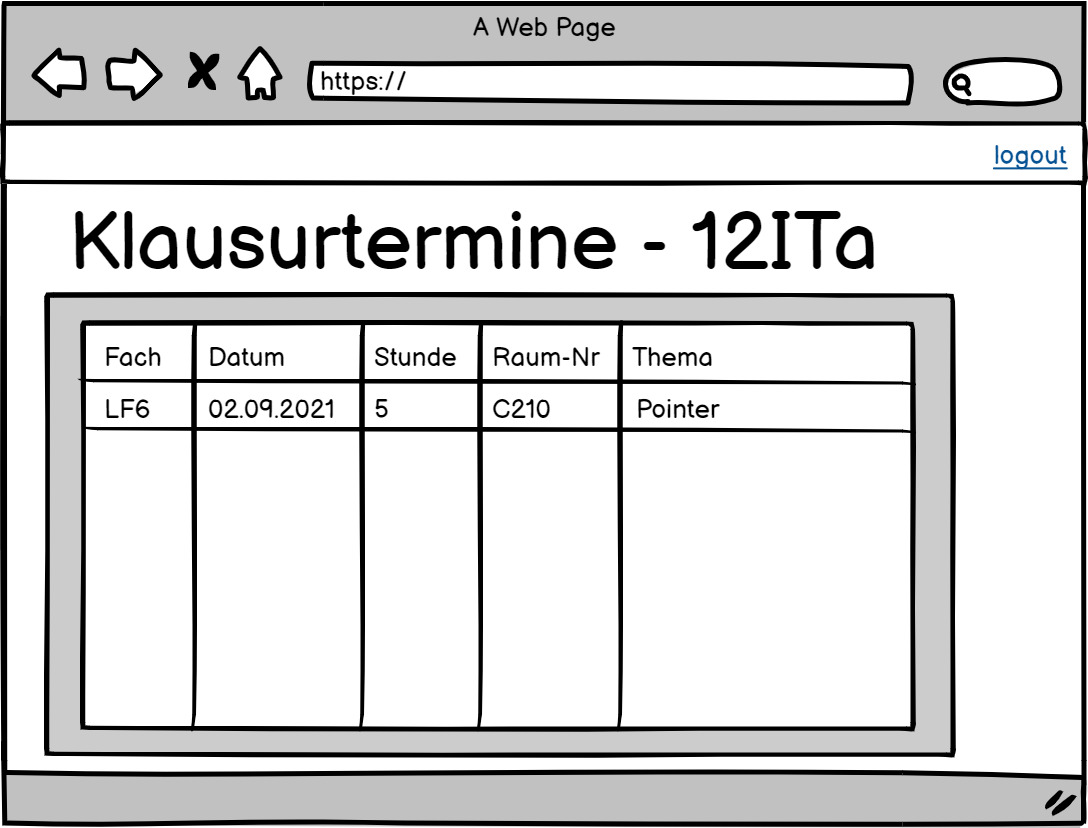 A Web Page
https://
logout
Klausurtermine - 12ITa
Fach Datum Stunde Raum-Nr Thema
LF6 02.09.2021 5 C210 Pointer